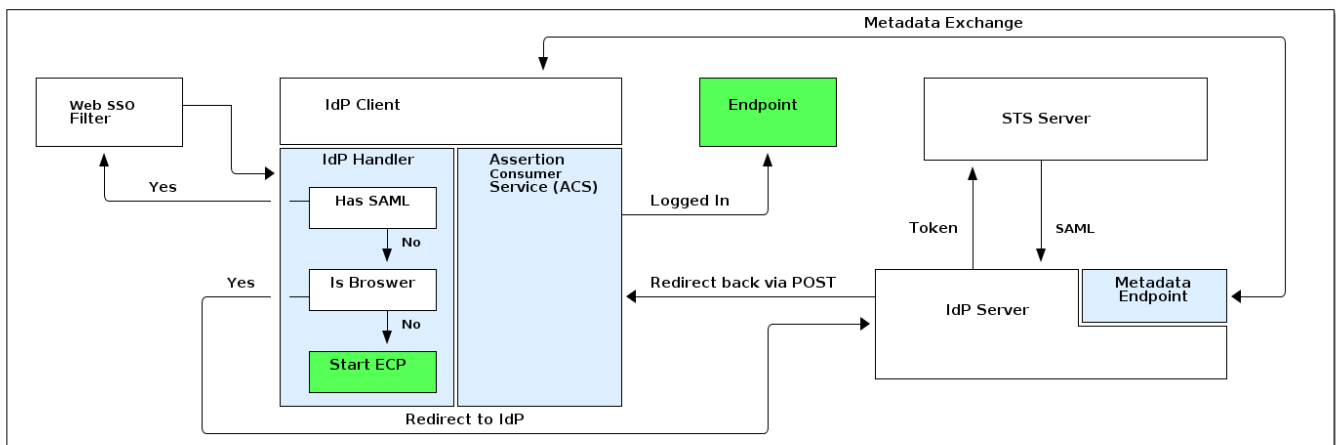 Metadata Exchange
Web SSO
Filter
IdP Client
Endpoint
STS Server
IdP Handler
Assertion
Consumer
Service (ACS)
Yes
Has SAML
Logged In
No
Token
SAML
Yes
Is Broswer
Redirect back via POST
Metadata
Endpoint
IdP Server
No
Start ECP
Redirect to IdP